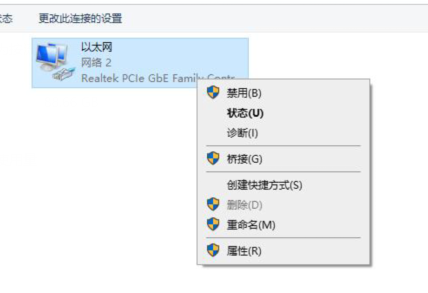 状态
更改此连接的设置
以太网
网络 2
Realtek PCIe GbE Family Contr
禁用(B)
状态(U)
诊断(I)
桥接(G)
创建快捷方式(S)
删除(D)
重命名(M)
属性(R)